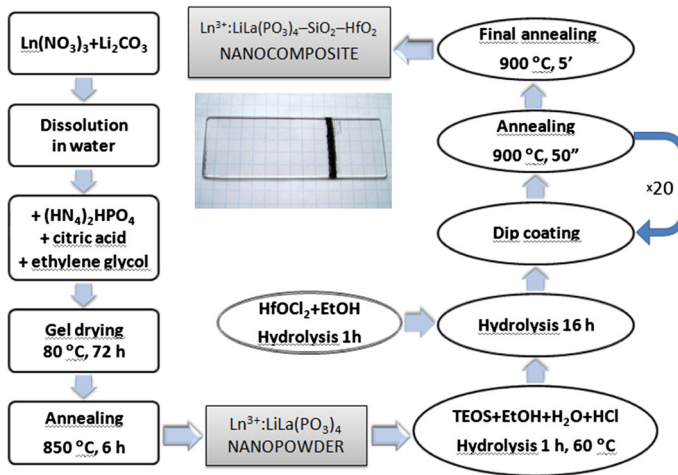 Ln(NO₃)₃+Li₂CO₃
Dissolution
in water
+ (HN₄)₂HPO₄
+ citric acid
+ ethylene glycol
Gel drying
80 °C, 72 h
Annealing
850 °C, 6 h
Ln³⁺:LiLa(PO₃)₄
NANOPOWDER
TEOS+EtOH+H₂O+HCl
Hydrolysis 1 h, 60 °C
HfOCl₂+EtOH
Hydrolysis 1h
Hydrolysis 16 h
Dip coating
Annealing
900 °C, 50”
×20
Final annealing
900 °C, 5’
Ln³⁺:LiLa(PO₃)₄–SiO₂–HfO₂
NANOCOMPOSITE